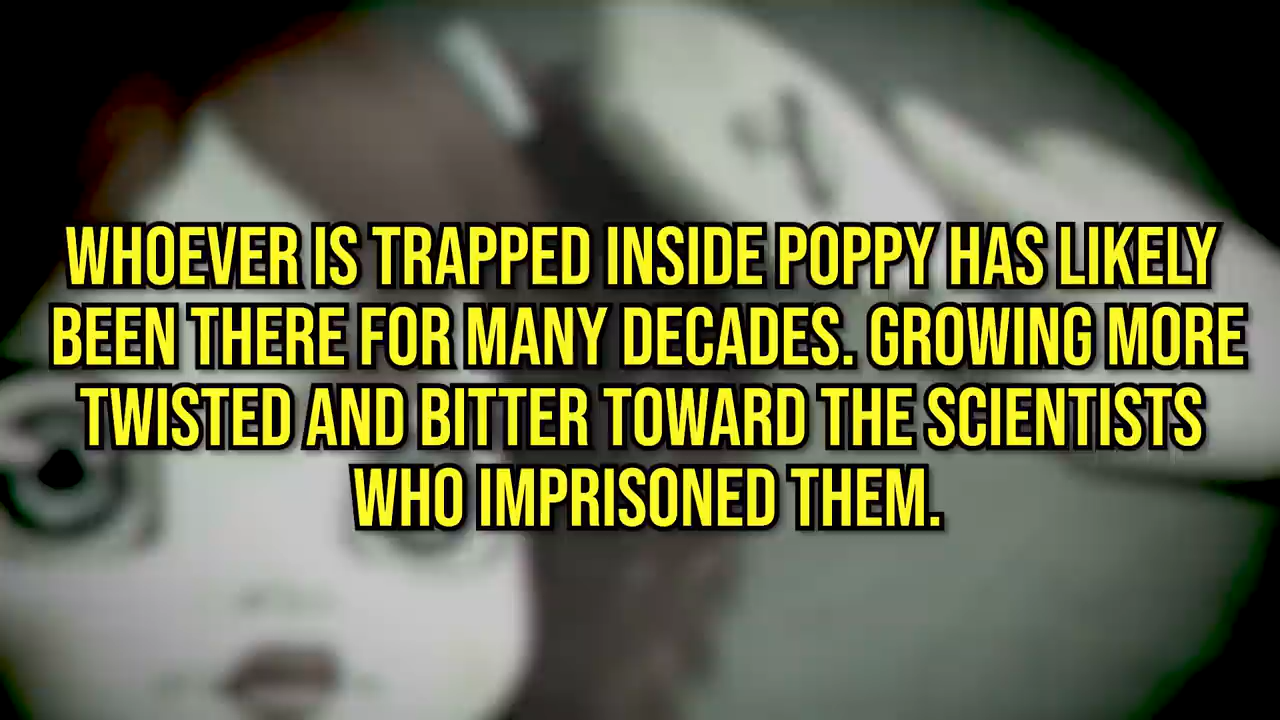 WHOEVER IS TRAPPED INSIDE POPPY HAS LIKELY
BEEN THERE FOR MANY DECADES. GROWING MORE
TWISTED AND BITTER TOWARD THE SCIENTISTS
WHO IMPRISONED THEM.